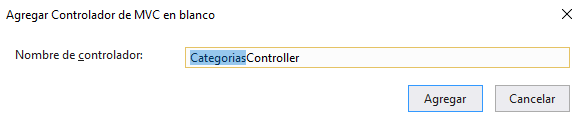 Agregar Controlador de MVC en blanco
Nombre de controlador: CategoriasController
Agregar Cancelar